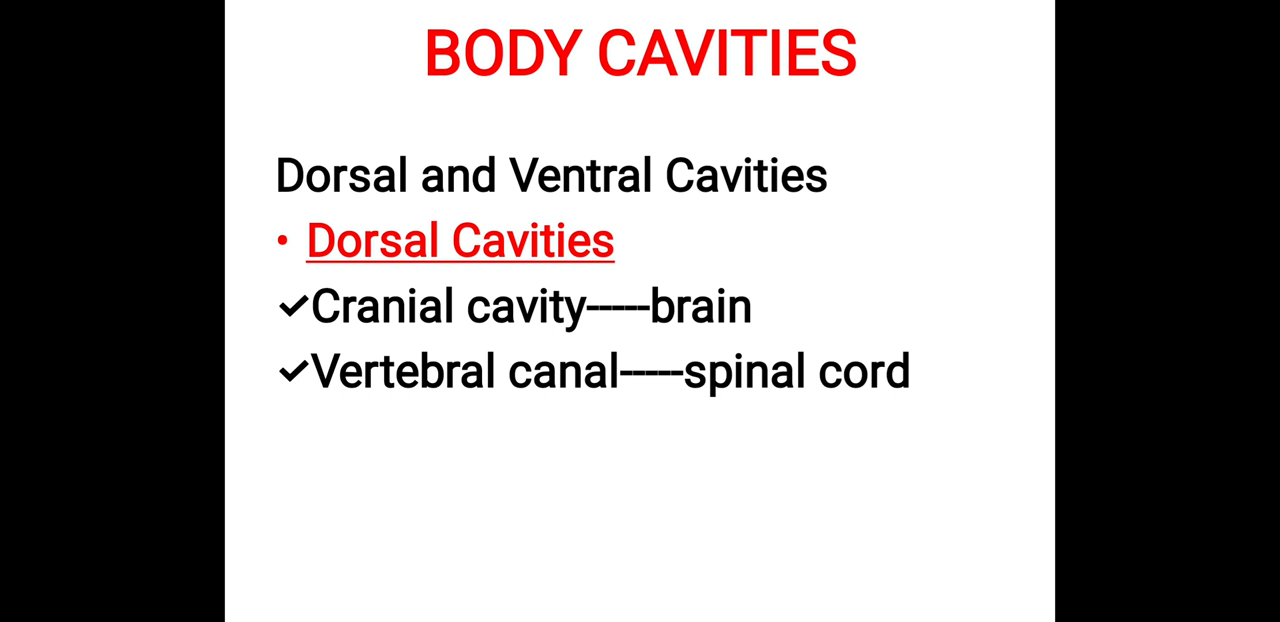 BODY CAVITIES
Dorsal and Ventral Cavities
• Dorsal Cavities
✓Cranial cavity-----brain
✓Vertebral canal-----spinal cord